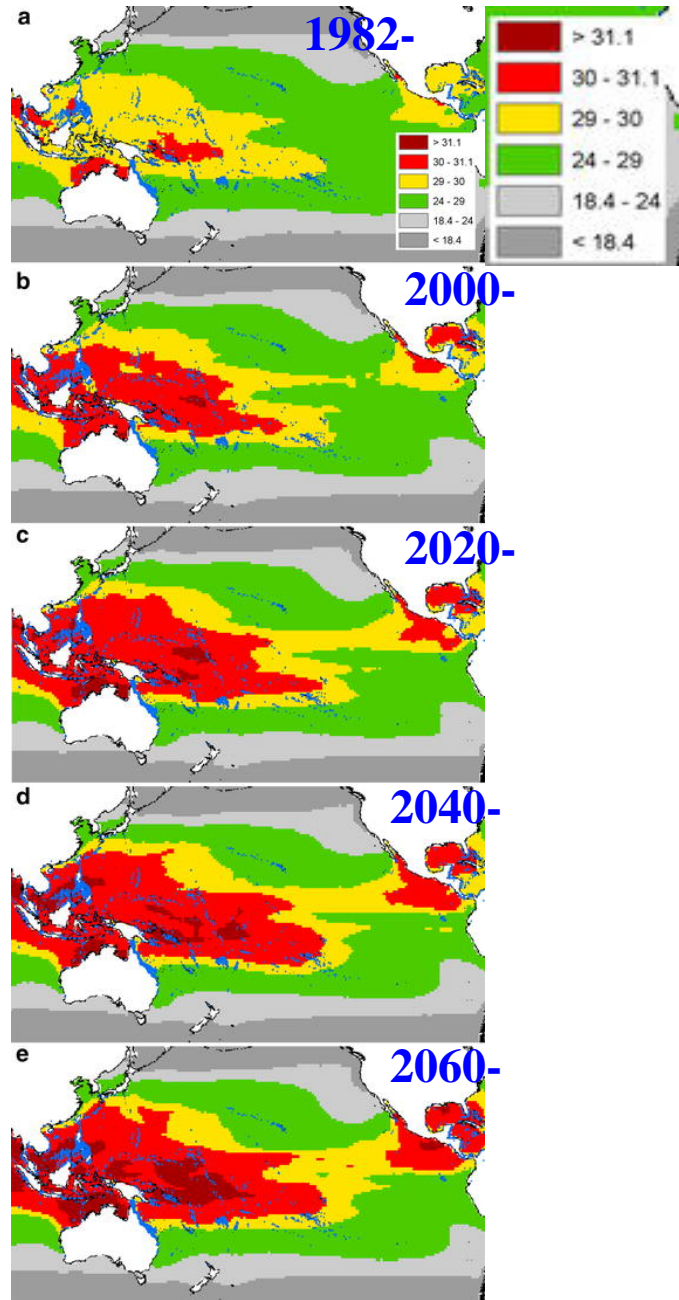 a
1982-
> 31.1
30 - 31.1
29 - 30
24 - 29
18.4 - 24
< 18.4
> 31.1
30 - 31.1
29 - 30
24 - 29
18.4 - 24
< 18.4
b
2000-
c
2020-
d
2040-
e
2060-